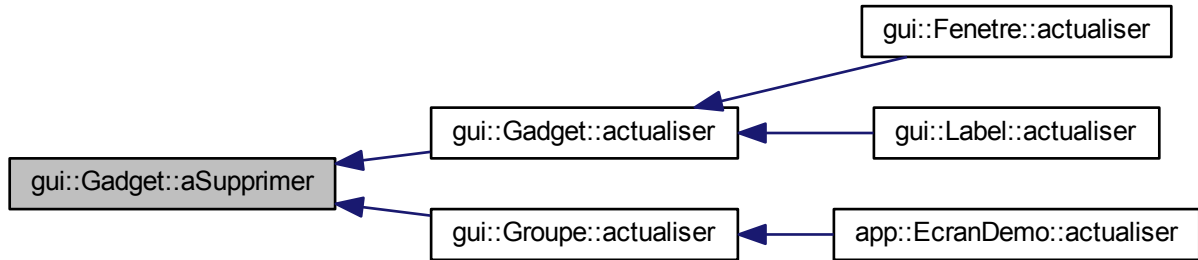 gui::Fenetre::actualiser
gui::Gadget::actualiser
gui::Label::actualiser
gui::Gadget::aSupprimer
gui::Groupe::actualiser
app::EcranDemo::actualiser